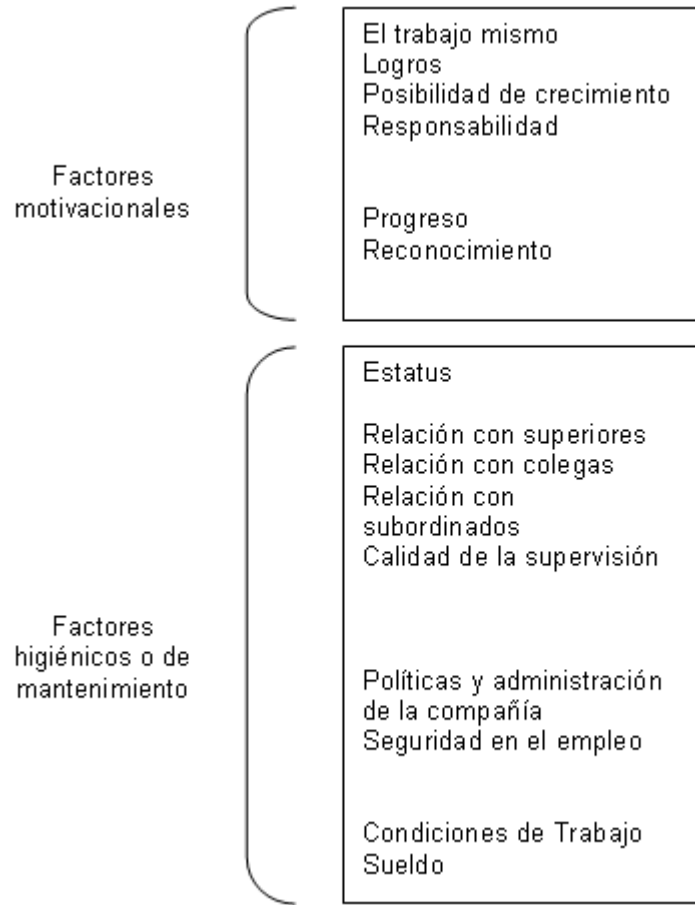 El trabajo mismo
Logros
Posibilidad de crecimiento
Responsabilidad
Factores
motivacionales
Progreso
Reconocimiento
Estatus
Relación con superiores
Relación con colegas
Relación con
subordinados
Calidad de la supervisión
Factores
higiénicos o de
mantenimiento
Políticas y administración
de la compañía
Seguridad en el empleo
Condiciones de Trabajo
Sueldo